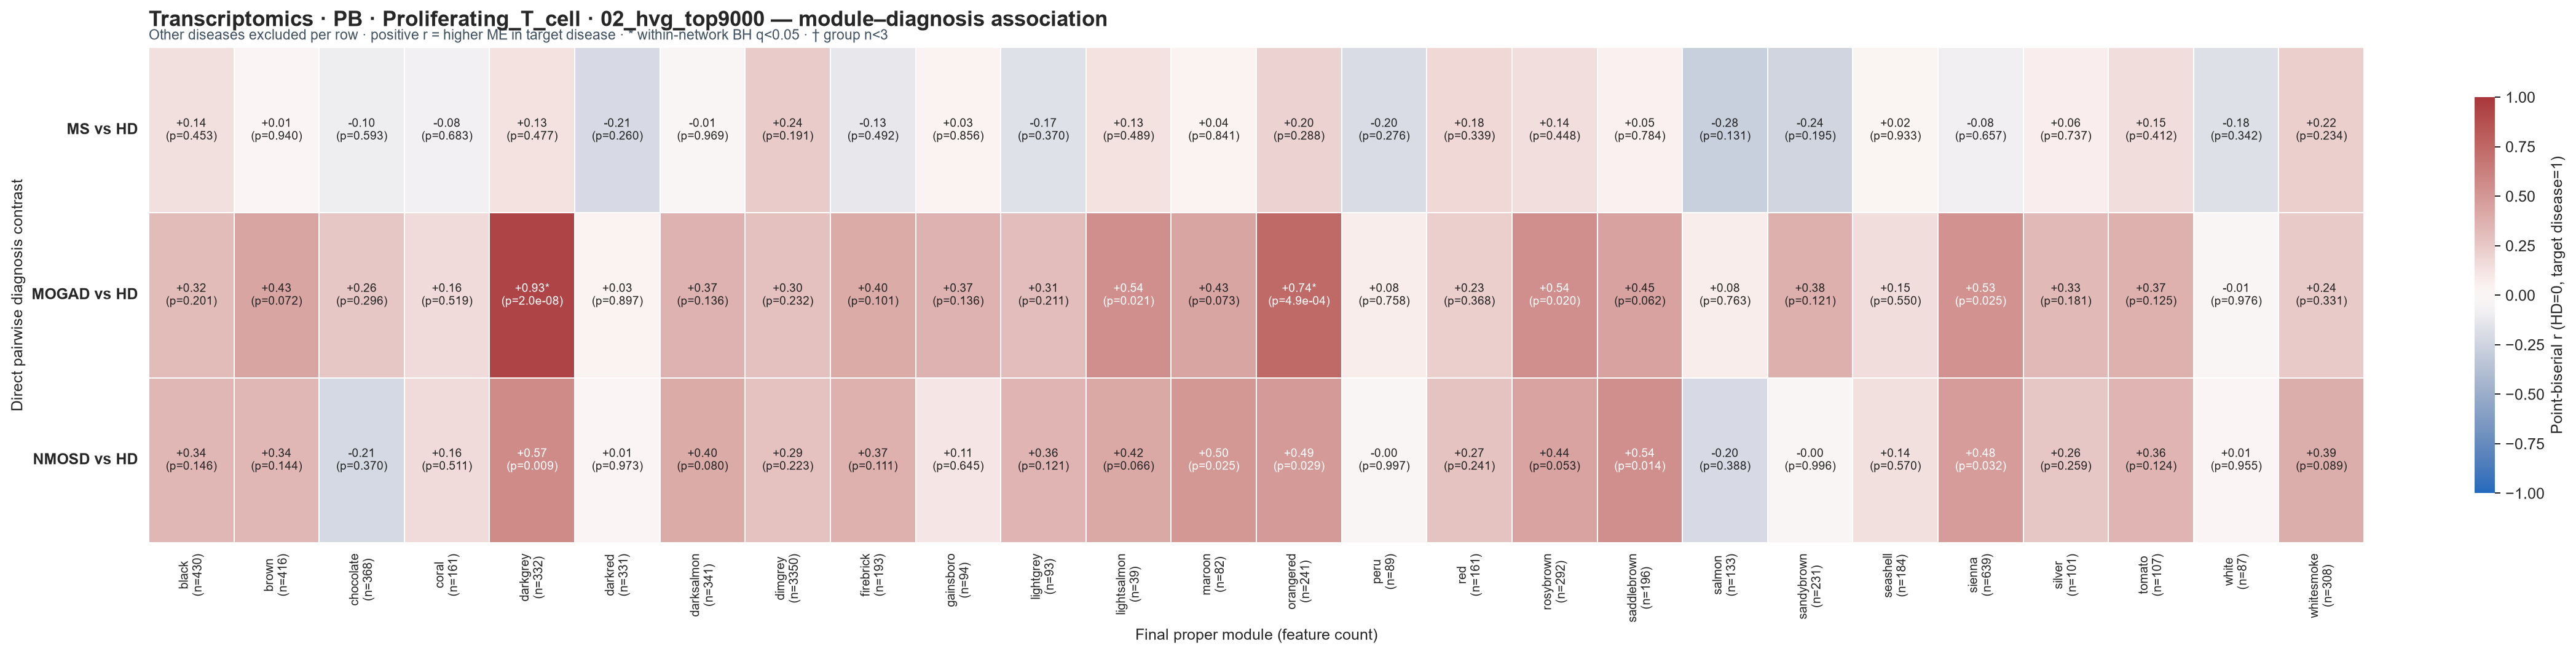 Transcriptomics · PB · Proliferating_T_cell · 02_hvg_top9000 — module–diagnosis association
Other diseases excluded per row · positive r = higher ME in target disease · * within-network BH q<0.05 · † group n<3
Direct pairwise diagnosis contrast
MS vs HD
+0.14 +0.01 -0.10 -0.08 +0.13 -0.21 -0.01 +0.24 -0.13 +0.03 -0.17 +0.13 +0.04 +0.20 -0.20 +0.18 +0.14 +0.05 -0.28 -0.24 +0.02 -0.08 +0.06 +0.15 -0.18 +0.22
(p=0.453) (p=0.940) (p=0.593) (p=0.683) (p=0.477) (p=0.260) (p=0.969) (p=0.191) (p=0.492) (p=0.856) (p=0.370) (p=0.489) (p=0.841) (p=0.288) (p=0.276) (p=0.339) (p=0.448) (p=0.784) (p=0.131) (p=0.195) (p=0.933) (p=0.657) (p=0.737) (p=0.412) (p=0.342) (p=0.234)
MOGAD vs HD
+0.32 +0.43 +0.26 +0.16 +0.93* +0.03 +0.37 +0.30 +0.40 +0.37 +0.31 +0.54 +0.43 +0.74* +0.08 +0.23 +0.54 +0.45 +0.08 +0.38 +0.15 +0.53 +0.33 +0.37 -0.01 +0.24
(p=0.201) (p=0.072) (p=0.296) (p=0.519) (p=2.0e-08) (p=0.897) (p=0.136) (p=0.232) (p=0.101) (p=0.136) (p=0.211) (p=0.021) (p=0.073) (p=4.9e-04) (p=0.758) (p=0.368) (p=0.020) (p=0.062) (p=0.763) (p=0.121) (p=0.550) (p=0.025) (p=0.181) (p=0.125) (p=0.976) (p=0.331)
NMOSD vs HD
+0.34 +0.34 -0.21 +0.16 +0.57 +0.01 +0.40 +0.29 +0.37 +0.11 +0.36 +0.42 +0.50 +0.49 -0.00 +0.27 +0.44 +0.54 -0.20 -0.00 +0.14 +0.48 +0.26 +0.36 +0.01 +0.39
(p=0.146) (p=0.144) (p=0.370) (p=0.511) (p=0.009) (p=0.973) (p=0.080) (p=0.223) (p=0.111) (p=0.645) (p=0.121) (p=0.066) (p=0.025) (p=0.029) (p=0.997) (p=0.241) (p=0.053) (p=0.014) (p=0.388) (p=0.996) (p=0.570) (p=0.032) (p=0.259) (p=0.124) (p=0.955) (p=0.089)
black
(n=430)
brown
(n=416)
chocolate
(n=368)
coral
(n=161)
darkgrey
(n=332)
darkred
(n=331)
darksalmon
(n=341)
dimgrey
(n=3350)
firebrick
(n=193)
gainsboro
(n=94)
lightgrey
(n=93)
lightsalmon
(n=39)
maroon
(n=82)
orangered
(n=241)
peru
(n=89)
red
(n=161)
rosybrown
(n=292)
saddlebrown
(n=196)
salmon
(n=133)
sandybrown
(n=231)
seashell
(n=184)
sienna
(n=639)
silver
(n=101)
tomato
(n=107)
white
(n=87)
whitesmoke
(n=308)
Final proper module (feature count)
1.00
0.75
0.50
0.25
0.00
−0.25
−0.50
−0.75
−1.00
Point-biserial r (HD=0, target disease=1)